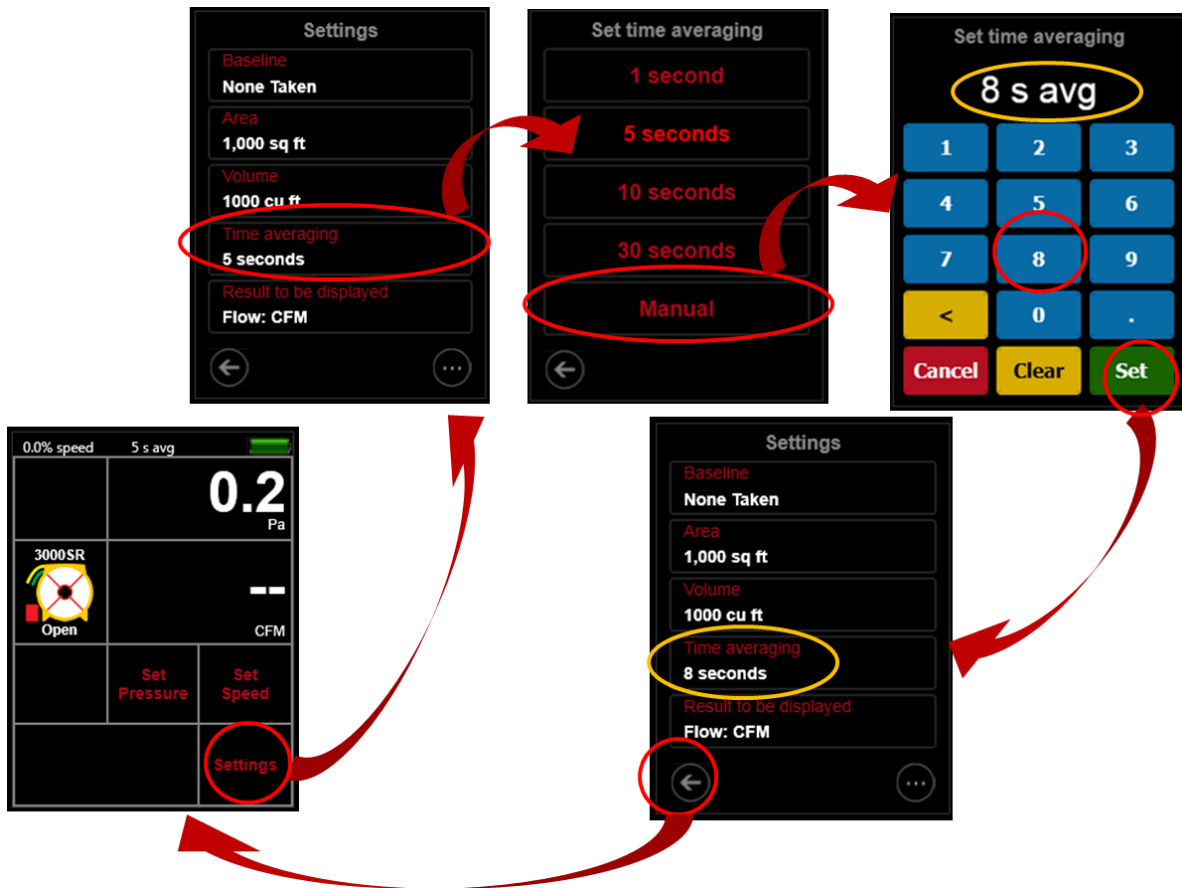 Settings
Baseline
None Taken
Area
1,000 sq ft
Volume
1000 cu ft
Time averaging
5 seconds
Result to be displayed
Flow: CFM
Set time averaging
1 second
5 seconds
10 seconds
30 seconds
Manual
Set time averaging
8 s avg
1 2 3
4 5 6
7 8 9
< 0 .
Cancel Clear Set
0.0% speed 5 s avg
0.2
Pa
3000SR
Open
--
CFM
Set Pressure
Set Speed
Settings
Settings
Baseline
None Taken
Area
1,000 sq ft
Volume
1000 cu ft
Time averaging
8 seconds
Result to be displayed
Flow: CFM